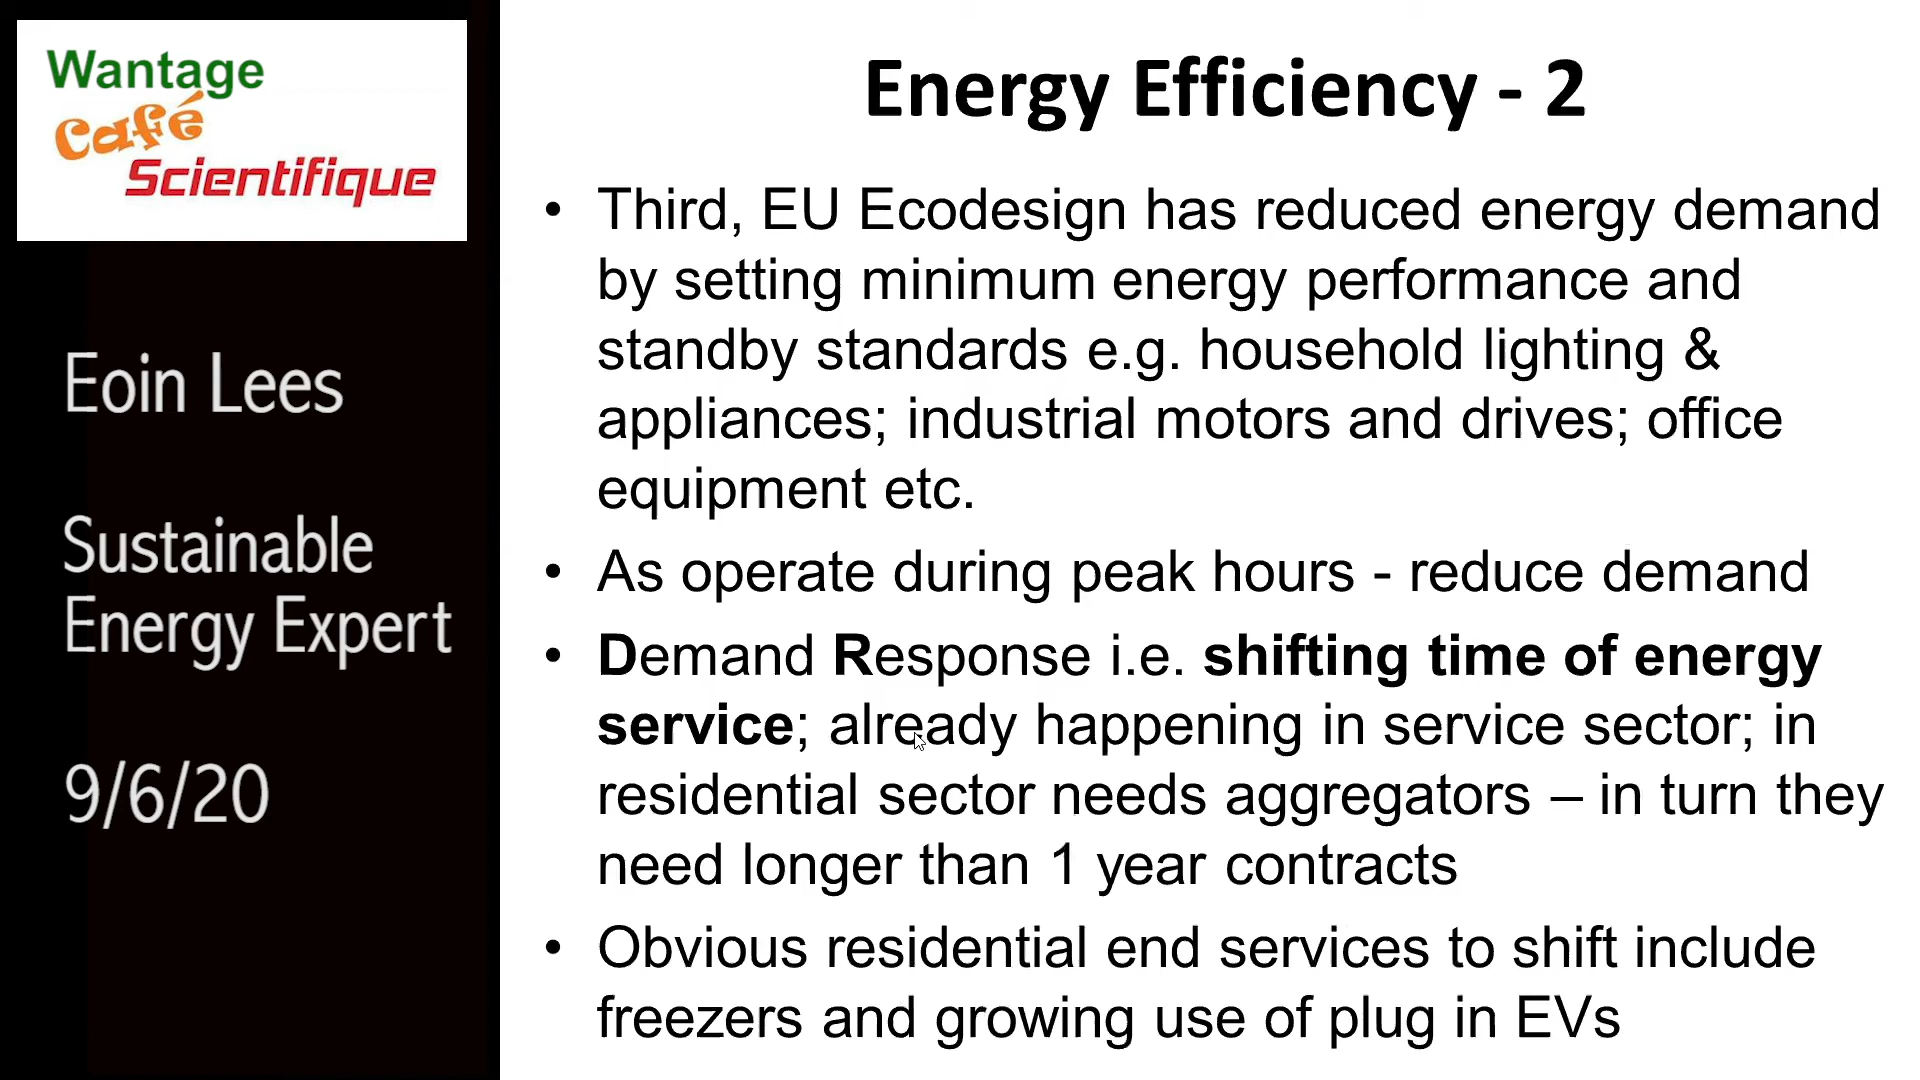 Wantage
Café
Scientifique
Eoin Lees
Sustainable
Energy Expert
9/6/20
Energy Efficiency - 2
• Third, EU Ecodesign has reduced energy demand
by setting minimum energy performance and
standby standards e.g. household lighting &
appliances; industrial motors and drives; office
equipment etc.
• As operate during peak hours - reduce demand
• Demand Response i.e. shifting time of energy
service; already happening in service sector; in
residential sector needs aggregators – in turn they
need longer than 1 year contracts
• Obvious residential end services to shift include
freezers and growing use of plug in EVs